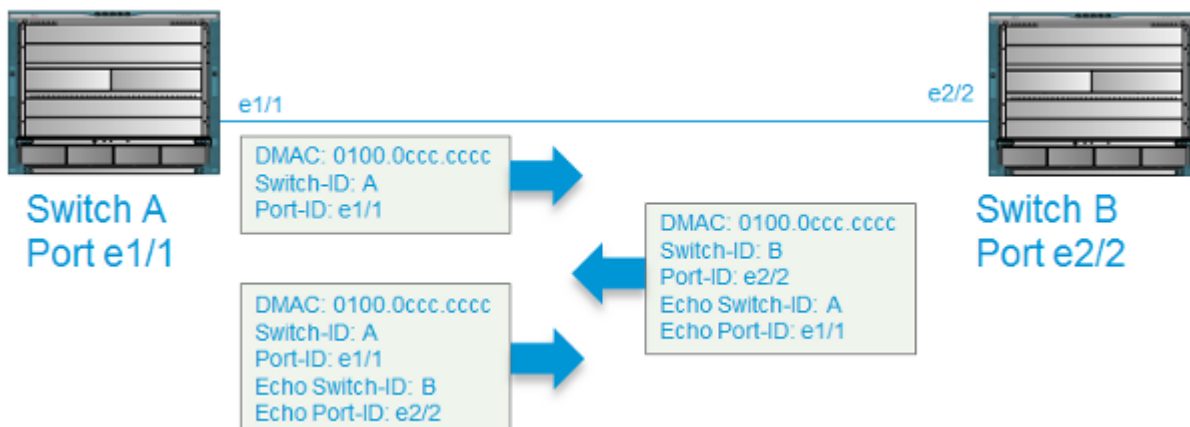 e1/1
e2/2
DMAC: 0100.0ccc.cccc
Switch-ID: A
Port-ID: e1/1
Switch A
Port e1/1
Switch B
Port e2/2
DMAC: 0100.0ccc.cccc
Switch-ID: B
Port-ID: e2/2
Echo Switch-ID: A
Echo Port-ID: e1/1
DMAC: 0100.0ccc.cccc
Switch-ID: A
Port-ID: e1/1
Echo Switch-ID: B
Echo Port-ID: e2/2